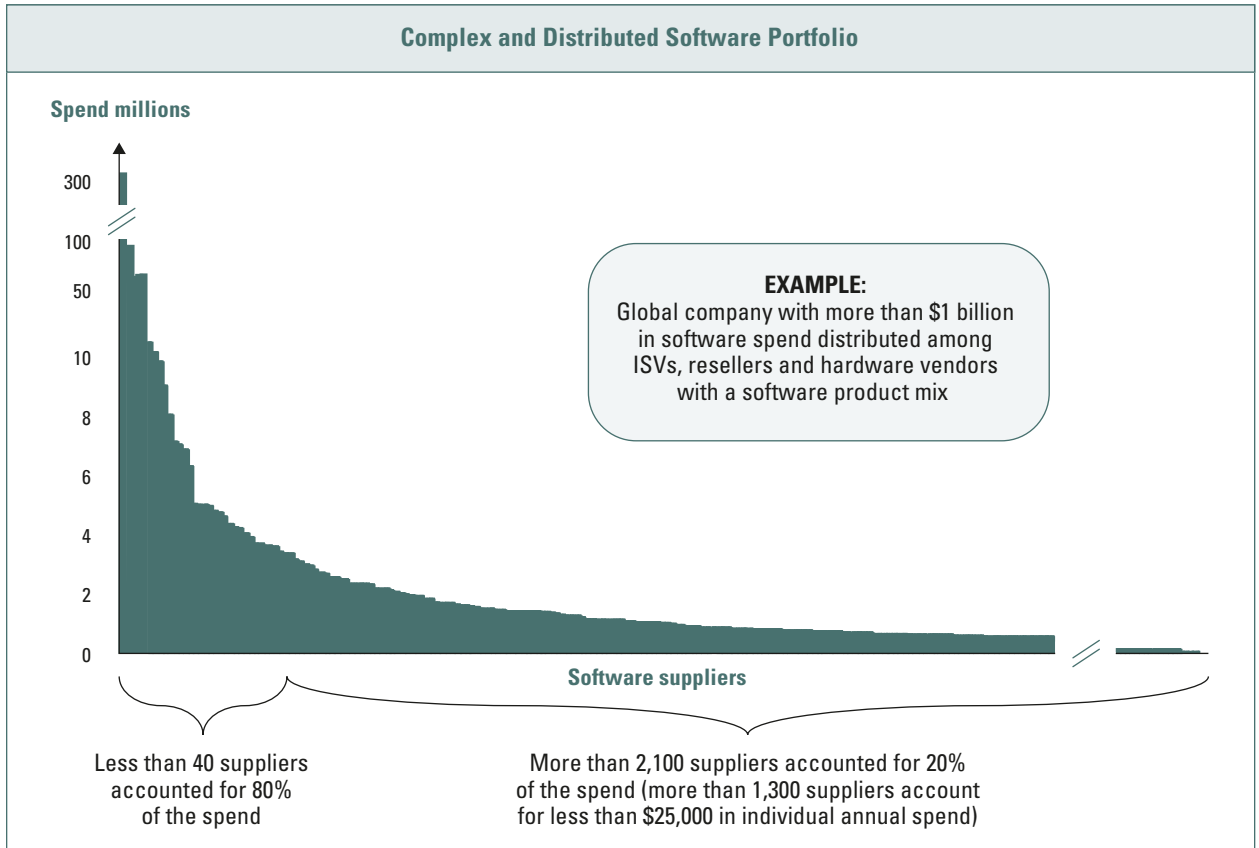 Complex and Distributed Software Portfolio
Spend millions
300
100
50
10
8
6
4
2
0
EXAMPLE:
Global company with more than $1 billion
in software spend distributed among
ISVs, resellers and hardware vendors
with a software product mix
Software suppliers
Less than 40 suppliers
accounted for 80%
of the spend
More than 2,100 suppliers accounted for 20%
of the spend (more than 1,300 suppliers account
for less than $25,000 in individual annual spend)